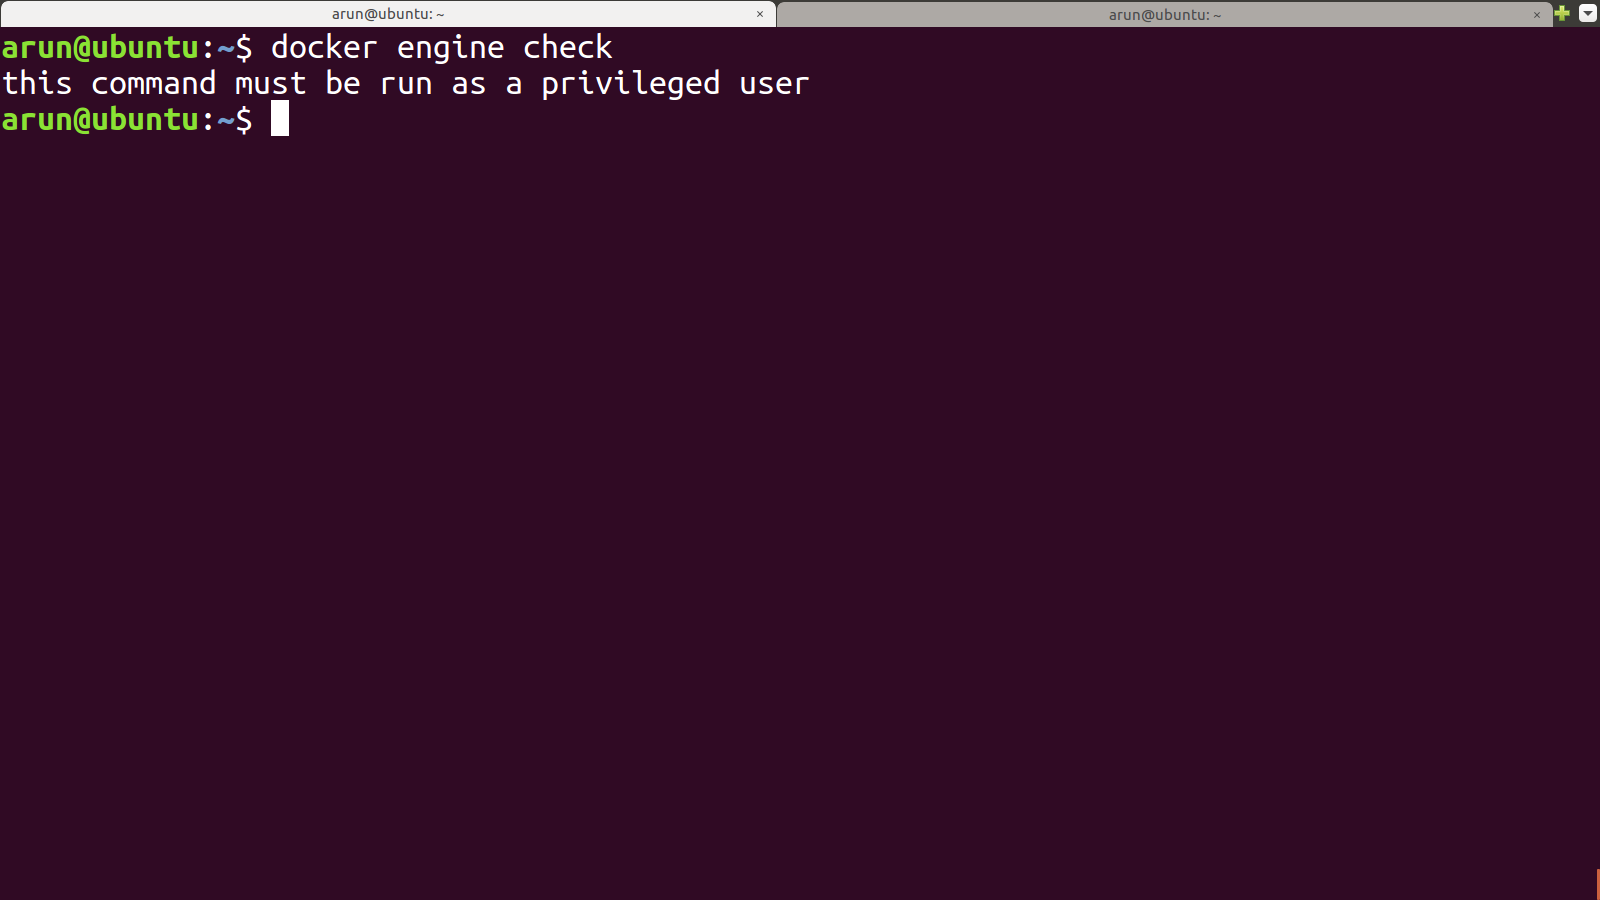 arun@ubuntu: ~ × arun@ubuntu: ~ ×
arun@ubuntu:~$ docker engine check
this command must be run as a privileged user
arun@ubuntu:~$